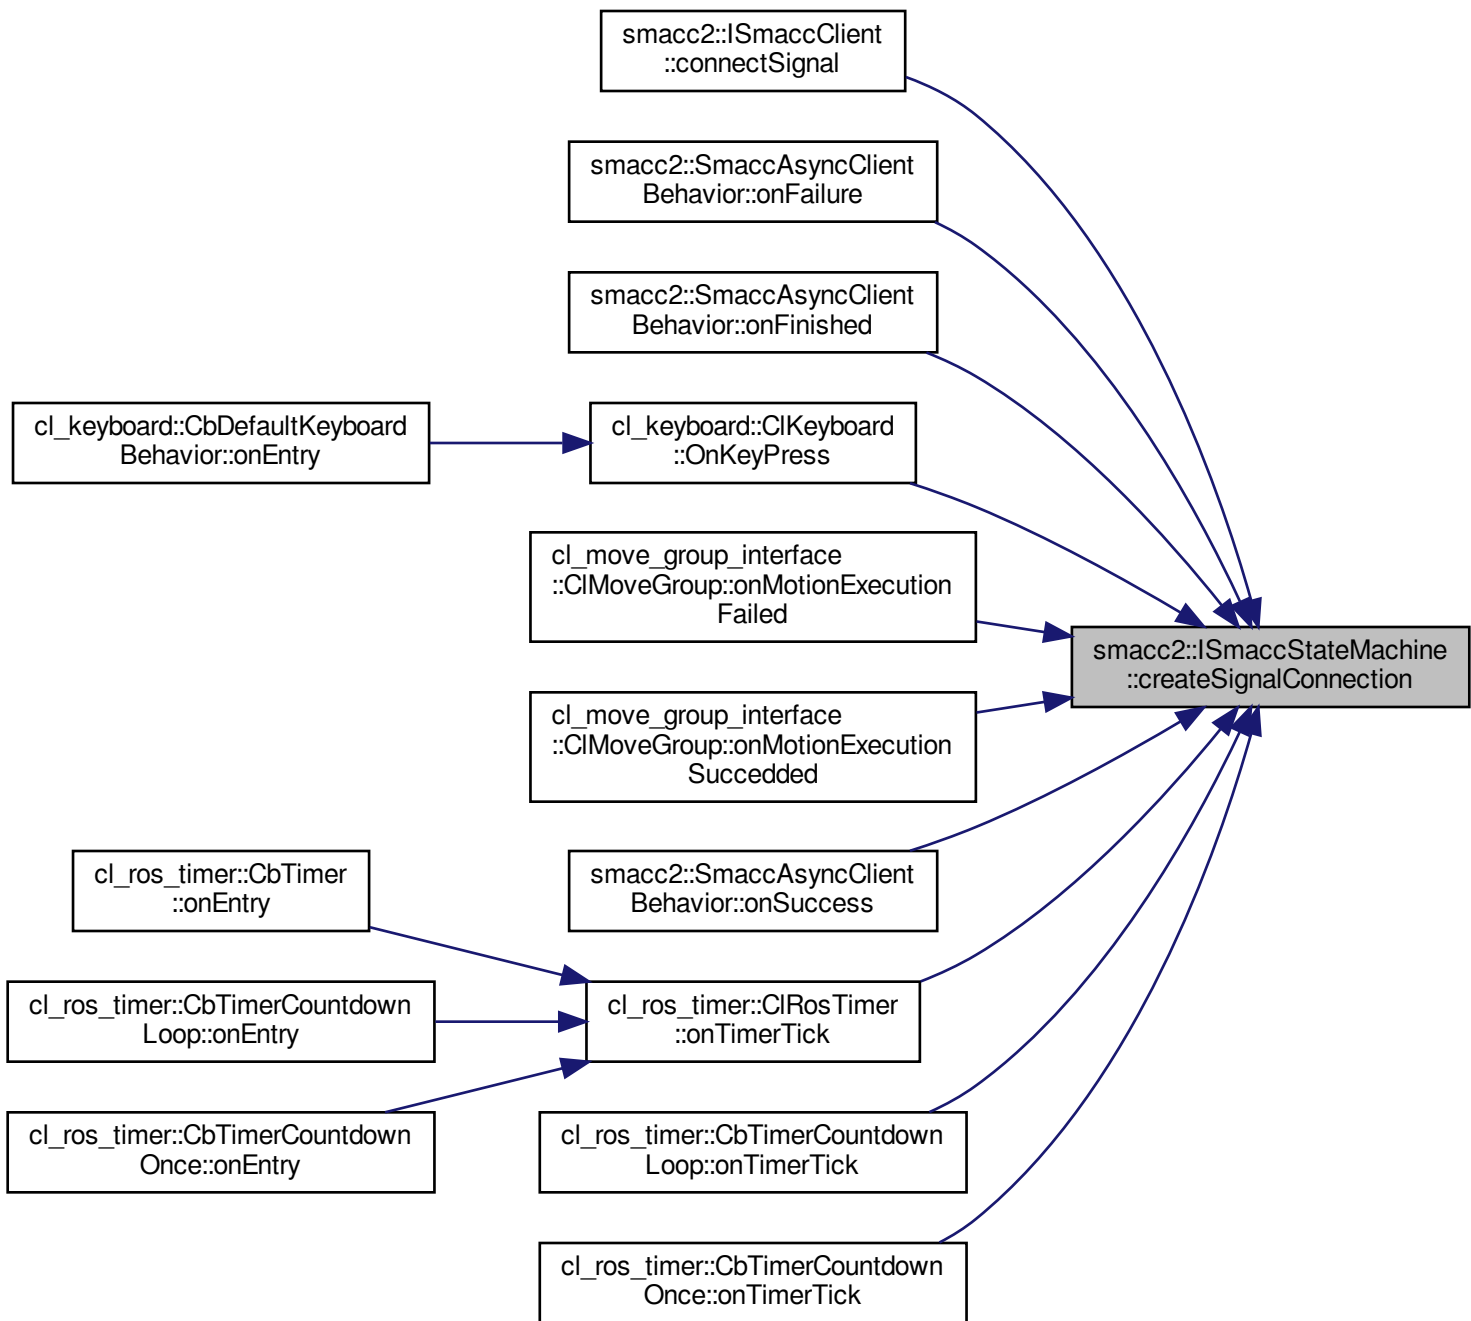 smacc2::ISmaccClient
::connectSignal
smacc2::SmaccAsyncClient
Behavior::onFailure
smacc2::SmaccAsyncClient
Behavior::onFinished
cl_keyboard::CbDefaultKeyboard
Behavior::onEntry
cl_keyboard::ClKeyboard
::OnKeyPress
cl_move_group_interface
::ClMoveGroup::onMotionExecution
Failed
smacc2::ISmaccStateMachine
::createSignalConnection
cl_move_group_interface
::ClMoveGroup::onMotionExecution
Succedded
cl_ros_timer::CbTimer
::onEntry
smacc2::SmaccAsyncClient
Behavior::onSuccess
cl_ros_timer::CbTimerCountdown
Loop::onEntry
cl_ros_timer::ClRosTimer
::onTimerTick
cl_ros_timer::CbTimerCountdown
Once::onEntry
cl_ros_timer::CbTimerCountdown
Loop::onTimerTick
cl_ros_timer::CbTimerCountdown
Once::onTimerTick